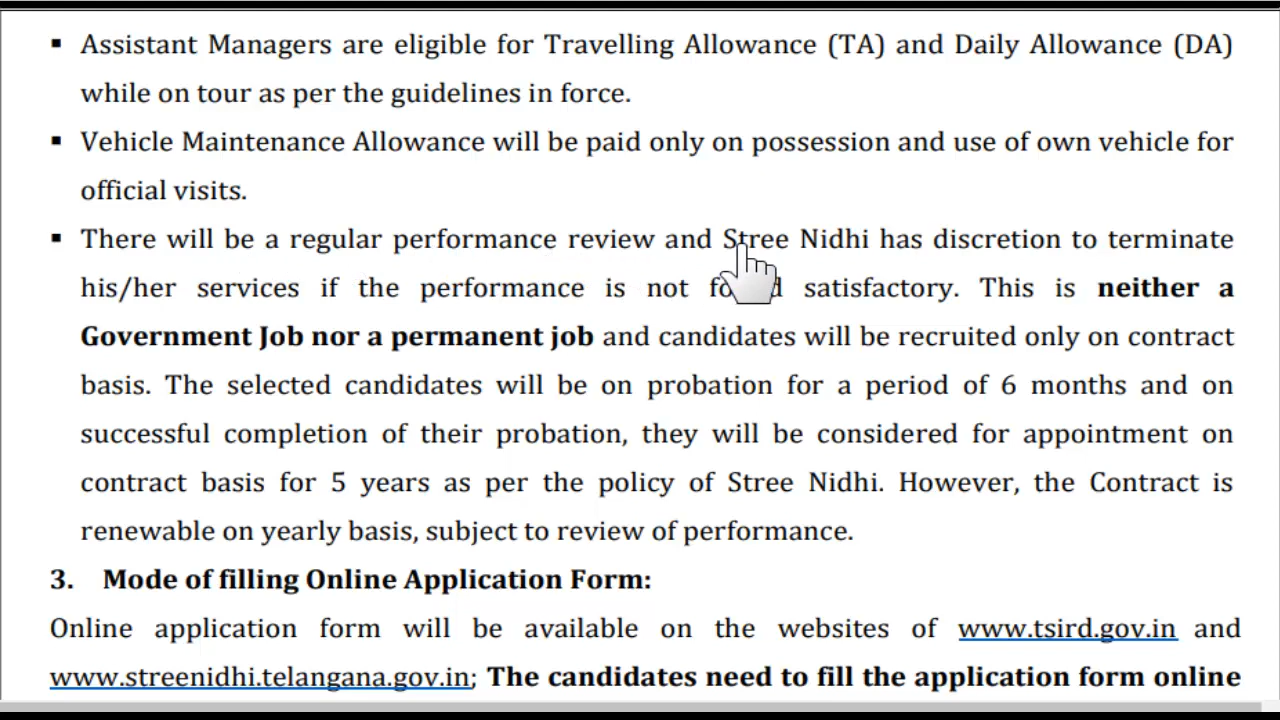 ▪ Assistant Managers are eligible for Travelling Allowance (TA) and Daily Allowance (DA)
while on tour as per the guidelines in force.
▪ Vehicle Maintenance Allowance will be paid only on possession and use of own vehicle for
official visits.
▪ There will be a regular performance review and Stree Nidhi has discretion to terminate
his/her services if the performance is not satisfactory. This is neither a
Government Job nor a permanent job and candidates will be recruited only on contract
basis. The selected candidates will be on probation for a period of 6 months and on
successful completion of their probation, they will be considered for appointment on
contract basis for 5 years as per the policy of Stree Nidhi. However, the Contract is
renewable on yearly basis, subject to review of performance.
3. Mode of filling Online Application Form:
Online application form will be available on the websites of www.tsird.gov.in and
www.streenidhi.telangana.gov.in; The candidates need to fill the application form online